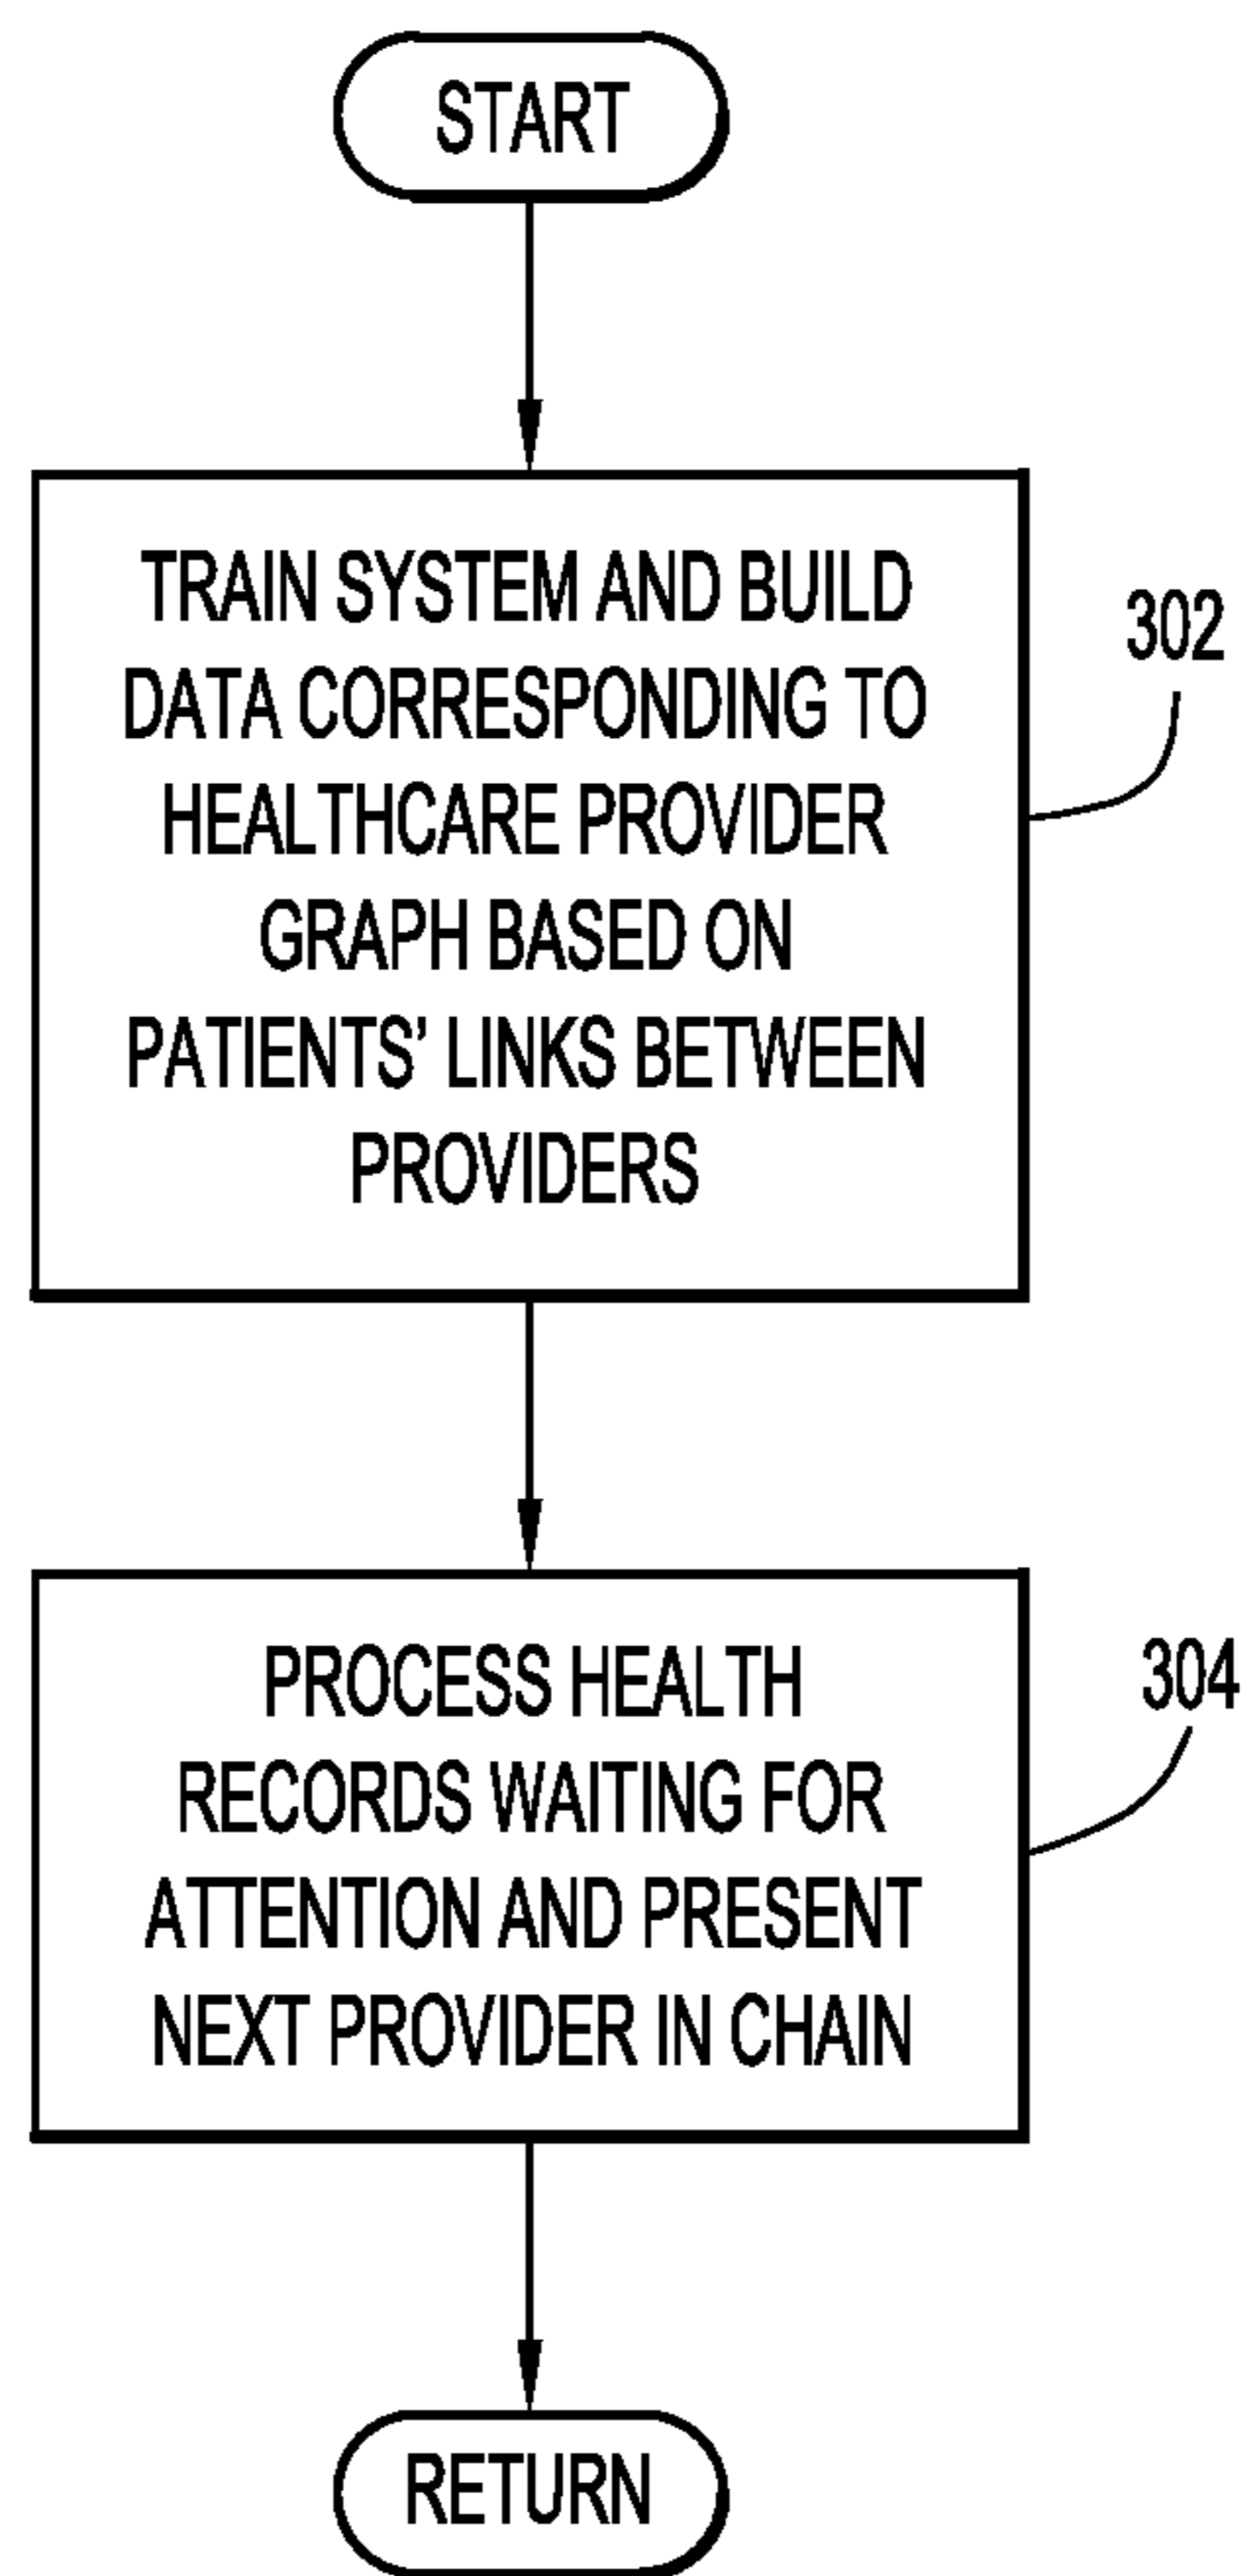 START
TRAIN SYSTEM AND BUILD
DATA CORRESPONDING TO
HEALTHCARE PROVIDER
GRAPH BASED ON
PATIENTS’ LINKS BETWEEN
PROVIDERS
302
PROCESS HEALTH
RECORDS WAITING FOR
ATTENTION AND PRESENT
NEXT PROVIDER IN CHAIN
304
RETURN